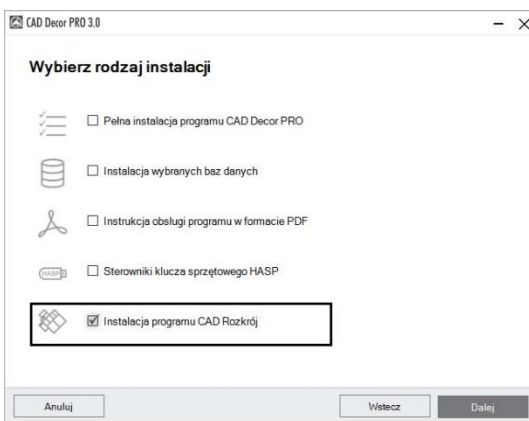 CAD Decor PRO 3.0
Wybierz rodzaj instalacji
Pełna instalacja programu CAD Decor PRO
Instalacja wybranych baz danych
Instrukcja obsługi programu w formacie PDF
HASP
Sterowniki klucza sprzętowego HASP
Instalacja programu CAD Rozkrój
Anuluj
Wstecz
Dalej